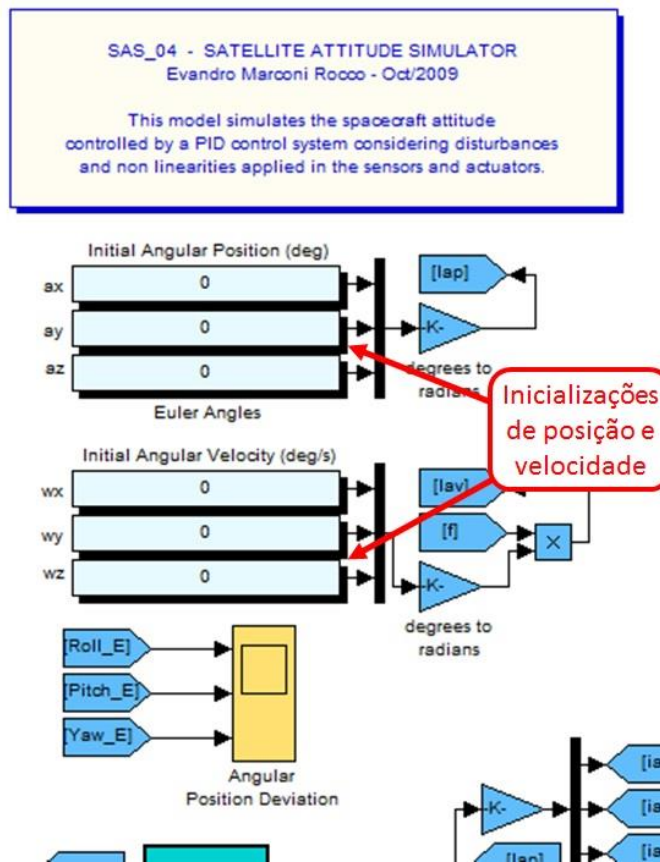 SAS_04 - SATELLITE ATTITUDE SIMULATOR
Evandro Marconi Rocco - Oct/2009
This model simulates the spacecraft attitude
controlled by a PID control system considering disturbances
and non linearities applied in the sensors and actuators.
Initial Angular Position (deg)
ax
0
ay
0
az
0
Euler Angles
[Iap]
-K-
degrees to
radians
Inicializações
de posição e
velocidade
Initial Angular Velocity (deg/s)
wx
0
wy
0
wz
0
[Iav]
[f]
×
-K-
degrees to
radians
[Roll_E]
[Pitch_E]
[Yaw_E]
Angular
Position Deviation
-K-